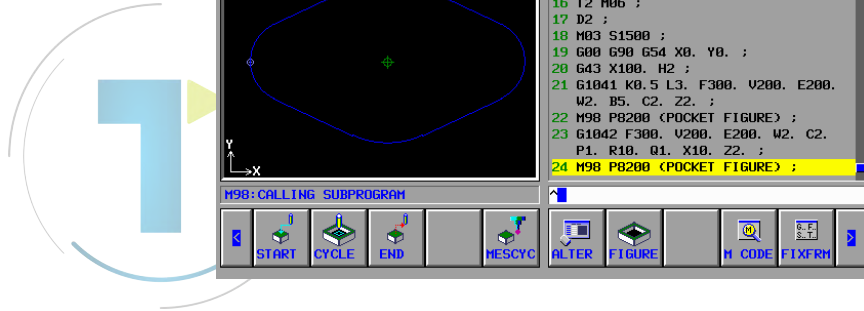 16 T2 M06 ;
17 D2 ;
18 M03 S1500 ;
19 G00 G90 G54 X0. Y0. ;
20 G43 X100. H2 ;
21 G1041 K0.5 L3. F300. V200. E200.
W2. B5. C2. Z2. ;
22 M98 P8200 (POCKET FIGURE) ;
23 G1042 F300. V200. E200. W2. C2.
P1. R10. Q1. X10. Z2. ;
24 M98 P8200 (POCKET FIGURE) ;
Y
X
M98:CALLING SUBPROGRAM
^
< START CYCLE END MESCYC ALTER FIGURE M CODE FIXFRM >